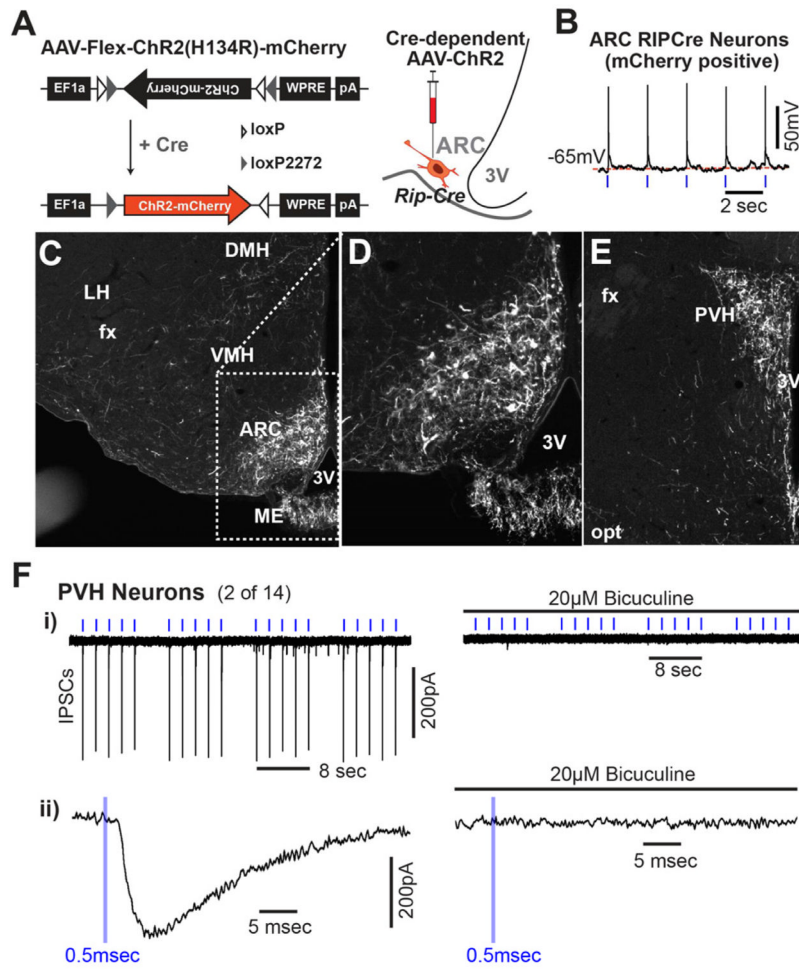 A
AAV-Flex-ChR2(H134R)-mCherry
EF1a
ChR2-mCherry
WPRE
pA
+ Cre
loxP
loxP2272
EF1a
ChR2-mCherry
WPRE
pA
Cre-dependent
AAV-ChR2
ARC
3V
Rip-Cre
B
ARC RIPCre Neurons
(mCherry positive)
50mV
-65mV
2 sec
C
DMH
LH
fx
VMH
ARC
3V
ME
D
3V
E
fx
PVH
3V
opt
F
PVH Neurons (2 of 14)
i)
IPSCs
200pA
8 sec
20µM Bicuculine
8 sec
ii)
200pA
5 msec
0.5msec
20µM Bicuculine
5 msec
0.5msec